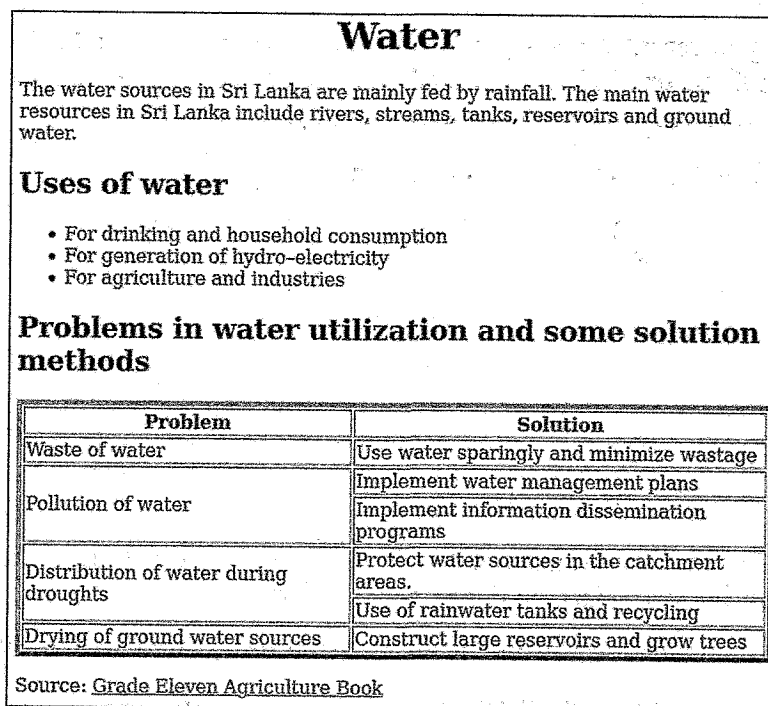 Water
The water sources in Sri Lanka are mainly fed by rainfall. The main water
resources in Sri Lanka include rivers, streams, tanks, reservoirs and ground
water.
Uses of water
• For drinking and household consumption
• For generation of hydro-electricity
• For agriculture and industries
Problems in water utilization and some solution
methods
Problem Solution
Waste of water Use water sparingly and minimize wastage
Pollution of water
Implement water management plans
Implement information dissemination
programs
Distribution of water during
droughts
Protect water sources in the catchment
areas.
Use of rainwater tanks and recycling
Drying of ground water sources Construct large reservoirs and grow trees
Source: Grade Eleven Agriculture Book